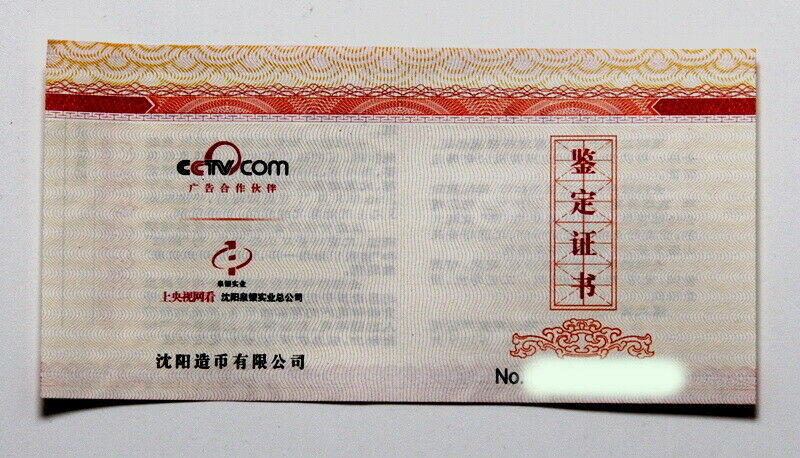 CCTV.com
广告合作伙伴
泉银实业
上央视网看 沈阳泉银实业总公司
沈阳造币有限公司
鉴定证书
No.